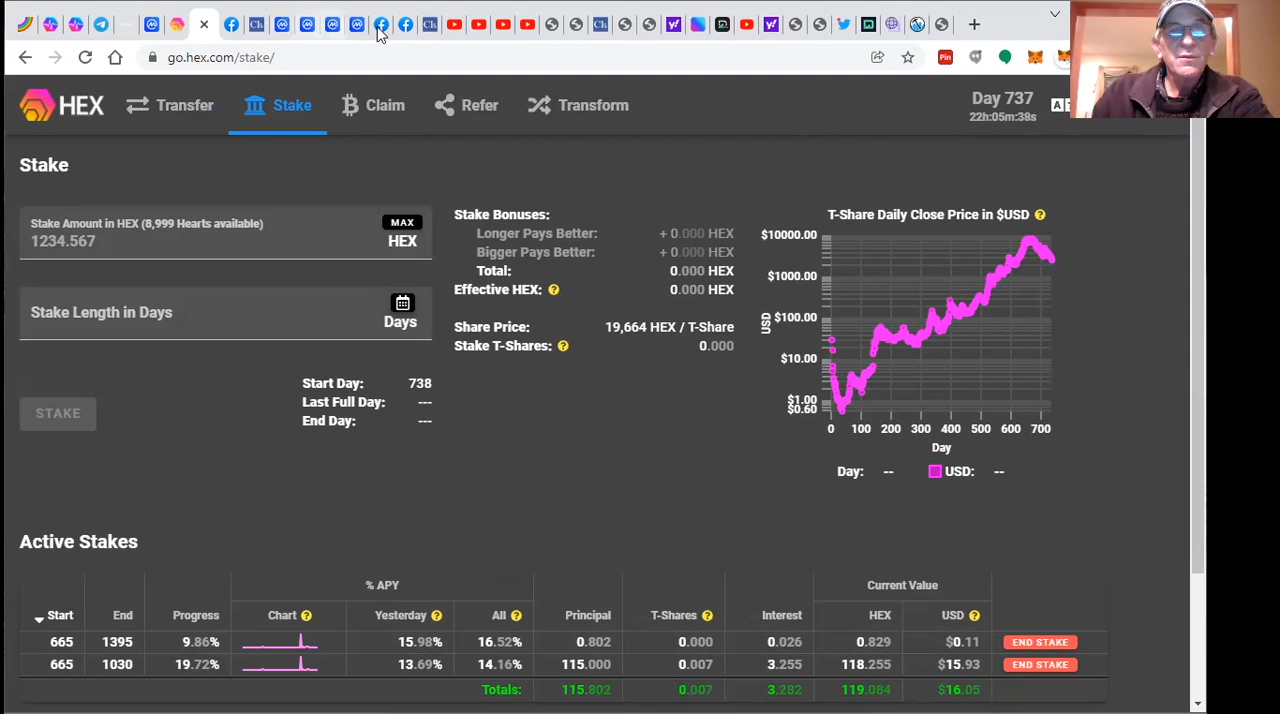 go.hex.com/stake/
Pin
HEX Transfer Stake Claim Refer Transform
Day 737
22h:05m:38s
A
Stake
Stake Amount in HEX (8,999 Hearts available)
1234.567
MAX
HEX
Stake Length in Days
Days
STAKE
Start Day: 738
Last Full Day: ---
End Day: ---
Stake Bonuses:
Longer Pays Better: + 0.000 HEX
Bigger Pays Better: + 0.000 HEX
Total: 0.000 HEX
Effective HEX: ? 0.000 HEX
Share Price: 19,664 HEX / T-Share
Stake T-Shares: ? 0.000
T-Share Daily Close Price in $USD ?
$10000.00
$1000.00
$100.00
$10.00
$1.00
$0.60
USD
0 100 200 300 400 500 600 700
Day
Day: -- USD: --
Active Stakes
% APY Current Value
Start End Progress Chart ? Yesterday ? All ? Principal T-Shares ? Interest HEX USD ?
665 1395 9.86% 15.98% 16.52% 0.802 0.000 0.026 0.829 $0.11 END STAKE
665 1030 19.72% 13.69% 14.16% 115.000 0.007 3.255 118.255 $15.93 END STAKE
Totals: 115.802 0.007 3.282 119.084 $16.05